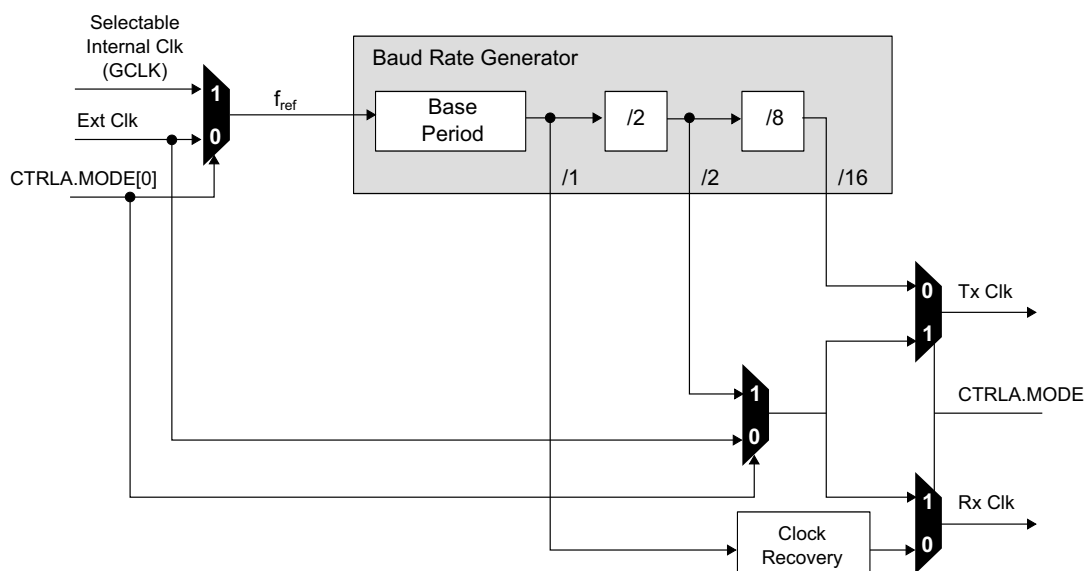 Selectable
Internal Clk
(GCLK)
Ext Clk
CTRLA.MODE[0]
1
0
fref
Baud Rate Generator
Base
Period
/2
/8
/1
/2
/16
0
1
Tx Clk
1
0
CTRLA.MODE
1
0
Rx Clk
Clock
Recovery